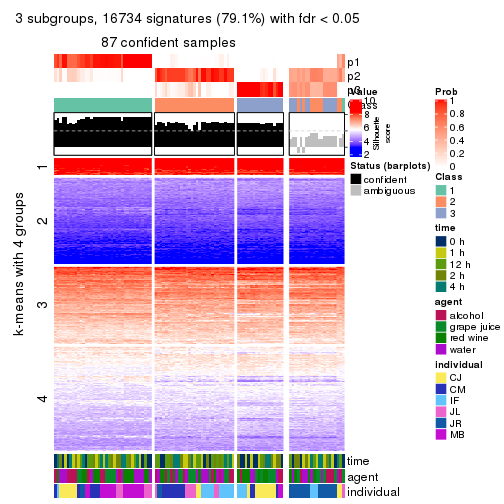 3 subgroups, 16734 signatures (79.1%) with fdr < 0.05
87 confident samples
p1
p2
p3
Class
Silhouette
score
k-means with 4 groups
1
2
3
4
time
agent
individual
Value
10
8
6
4
2
Status (barplots)
confident
ambiguous
Prob
1
0.8
0.6
0.4
0.2
0
Class
1
2
3
time
0 h
1 h
12 h
2 h
4 h
agent
alcohol
grape juice
red wine
water
individual
CJ
CM
IF
JL
JR
MB